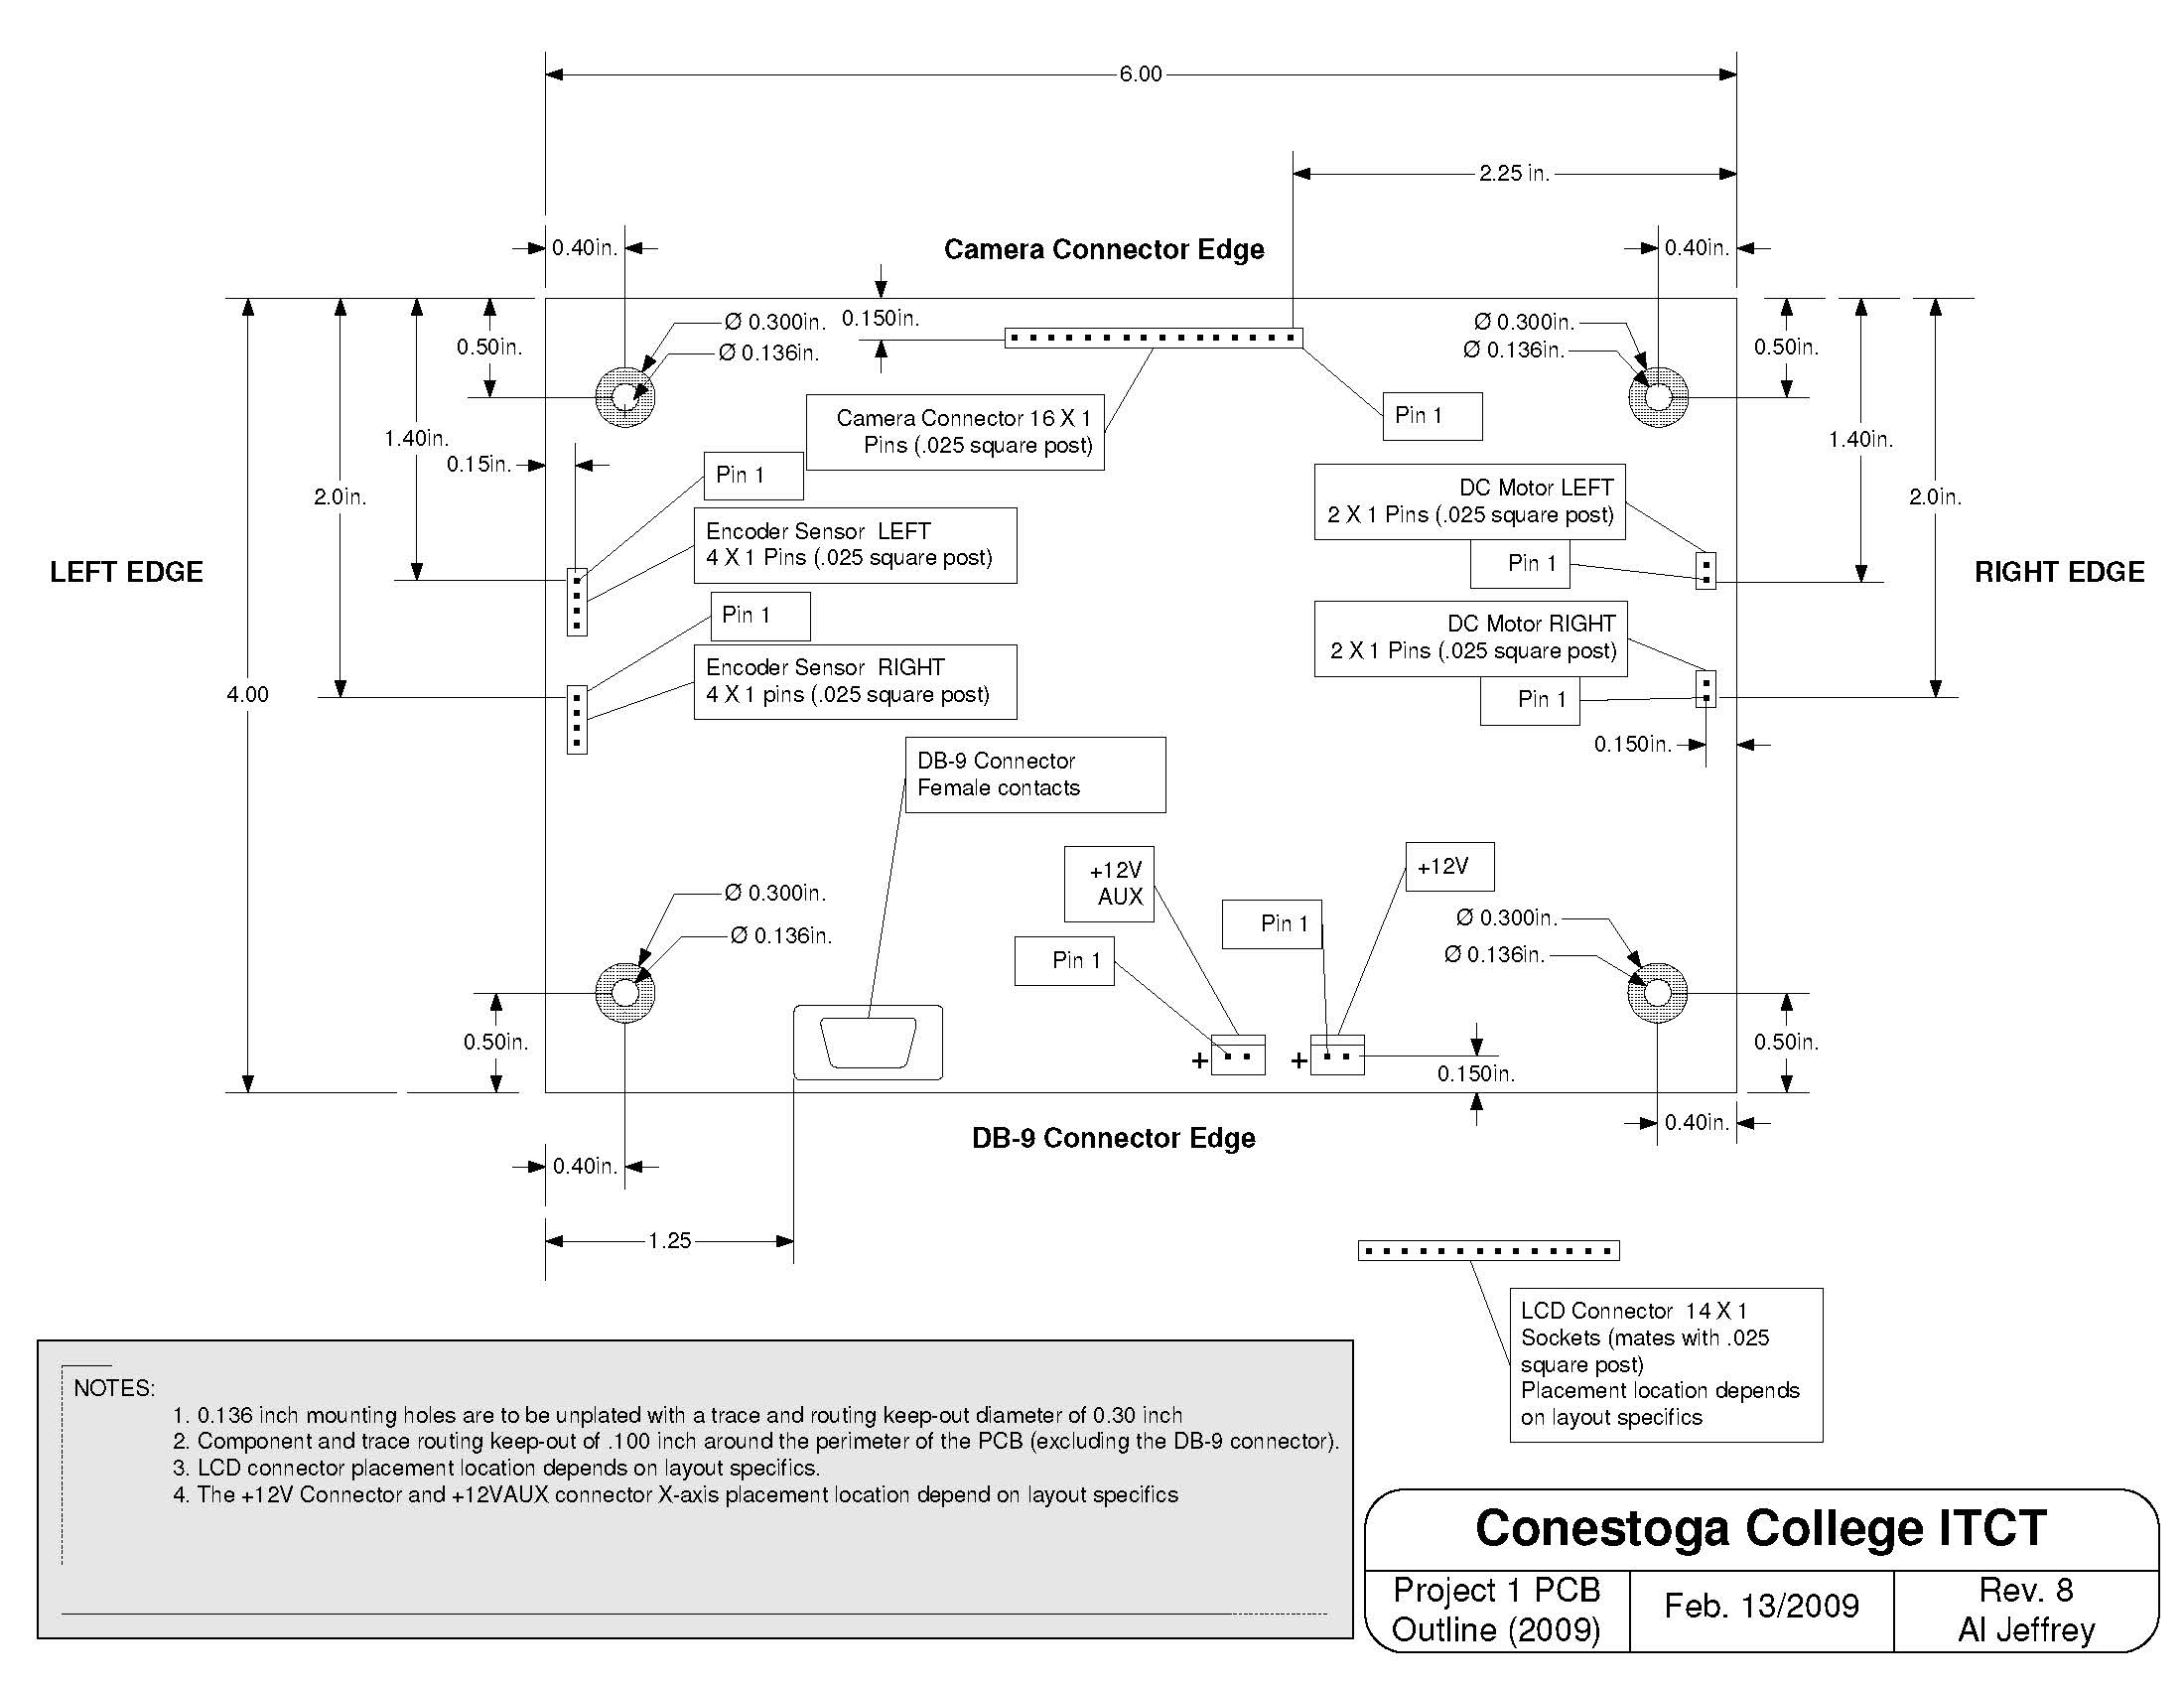 6.00
2.25 in.
0.40in.
Camera Connector Edge
0.40in.
Ø 0.300in.
0.150in.
Ø 0.300in.
0.50in.
Ø 0.136in.
Ø 0.136in.
0.50in.
Camera Connector 16 X 1
Pins (.025 square post)
Pin 1
1.40in.
1.40in.
0.15in.
Pin 1
2.0in.
DC Motor LEFT
2 X 1 Pins (.025 square post)
2.0in.
Encoder Sensor  LEFT
4 X 1 Pins (.025 square post)
Pin 1
LEFT EDGE
RIGHT EDGE
Pin 1
DC Motor RIGHT
2 X 1 Pins (.025 square post)
Encoder Sensor  RIGHT
4 X 1 pins (.025 square post)
4.00
Pin 1
0.150in.
DB-9 Connector
Female contacts
+12V
AUX
+12V
Ø 0.300in.
Pin 1
Ø 0.300in.
Ø 0.136in.
Pin 1
Ø 0.136in.
0.50in.
+
+
0.150in.
0.50in.
0.40in.
DB-9 Connector Edge
0.40in.
1.25
LCD Connector  14 X 1
Sockets (mates with .025
square post)
Placement location depends
on layout specifics
NOTES:
1. 0.136 inch mounting holes are to be unplated with a trace and routing keep-out diameter of 0.30 inch
2. Component and trace routing keep-out of .100 inch around the perimeter of the PCB (excluding the DB-9 connector).
3. LCD connector placement location depends on layout specifics.
4. The +12V Connector and +12VAUX connector X-axis placement location depend on layout specifics
Conestoga College ITCT
Project 1 PCB
Outline (2009)
Feb. 13/2009
Rev. 8
Al Jeffrey